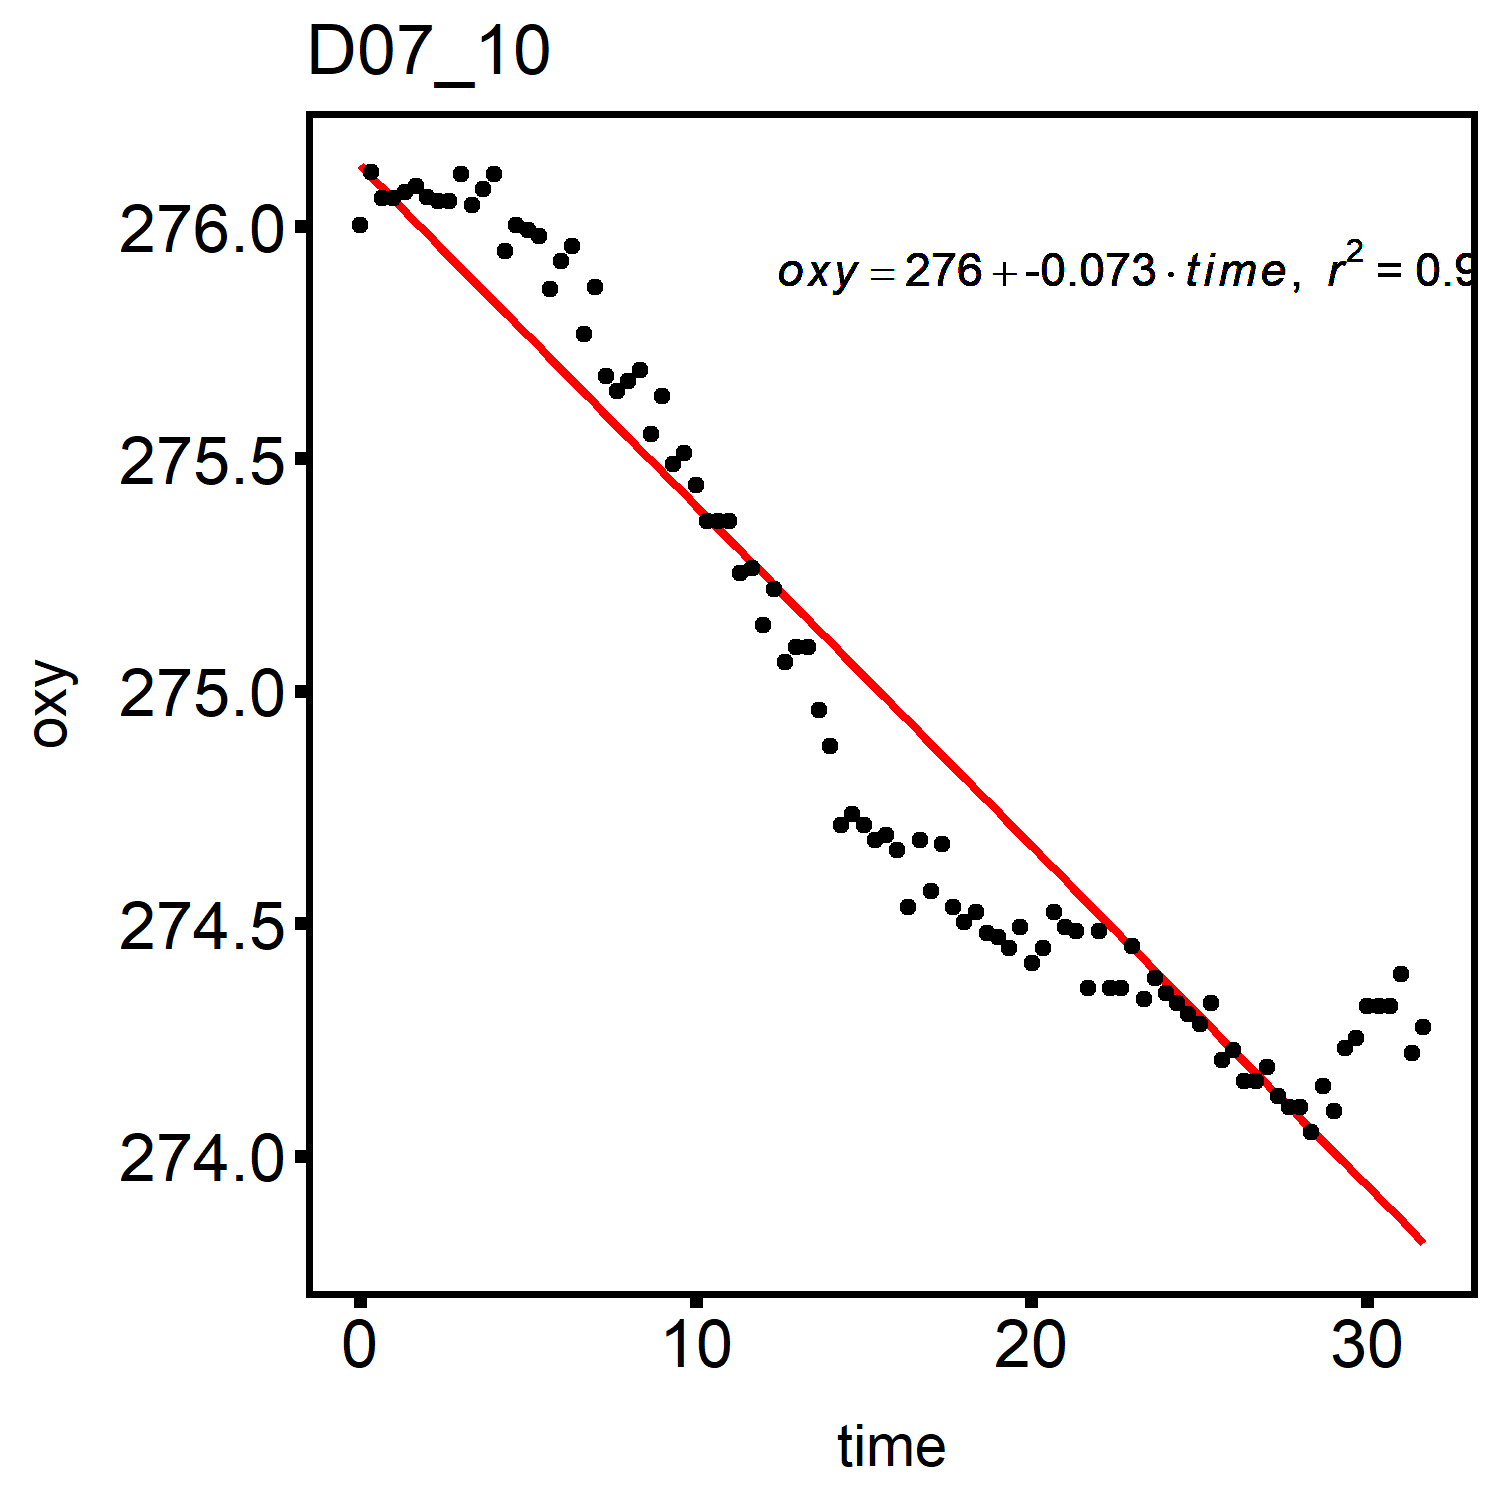 D07_10
oxy = 276 + -0.073 · time, r² = 0.9
276.0
275.5
275.0
274.5
274.0
oxy
0 10 20 30
time